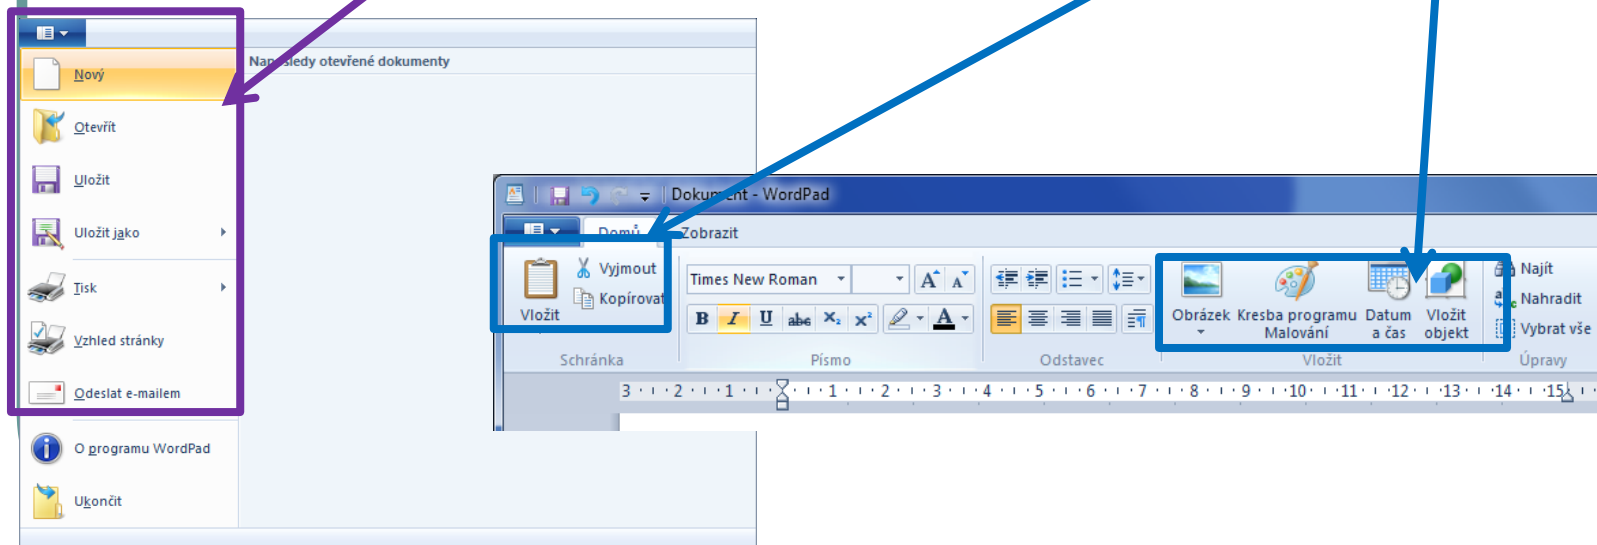 Naposledy otevřené dokumenty
Nový
Otevřít
Uložit
Uložit jako
Tisk
Vzhled stránky
Odeslat e-mailem
O programu WordPad
Ukončit
Dokument - WordPad
Domů Zobrazit
Vložit
Vyjmout
Kopírovat
Schránka
Times New Roman
A A
B I U abc X₂ x²
A
Písmo
Odstavec
Obrázek
Kresba programu
Malování
Datum
a čas
Vložit
objekt
Vložit
Najít
Nahradit
Vybrat vše
Úpravy
3 2 1 1 2 3 4 5 6 7 8 9 10 11 12 13 14 15